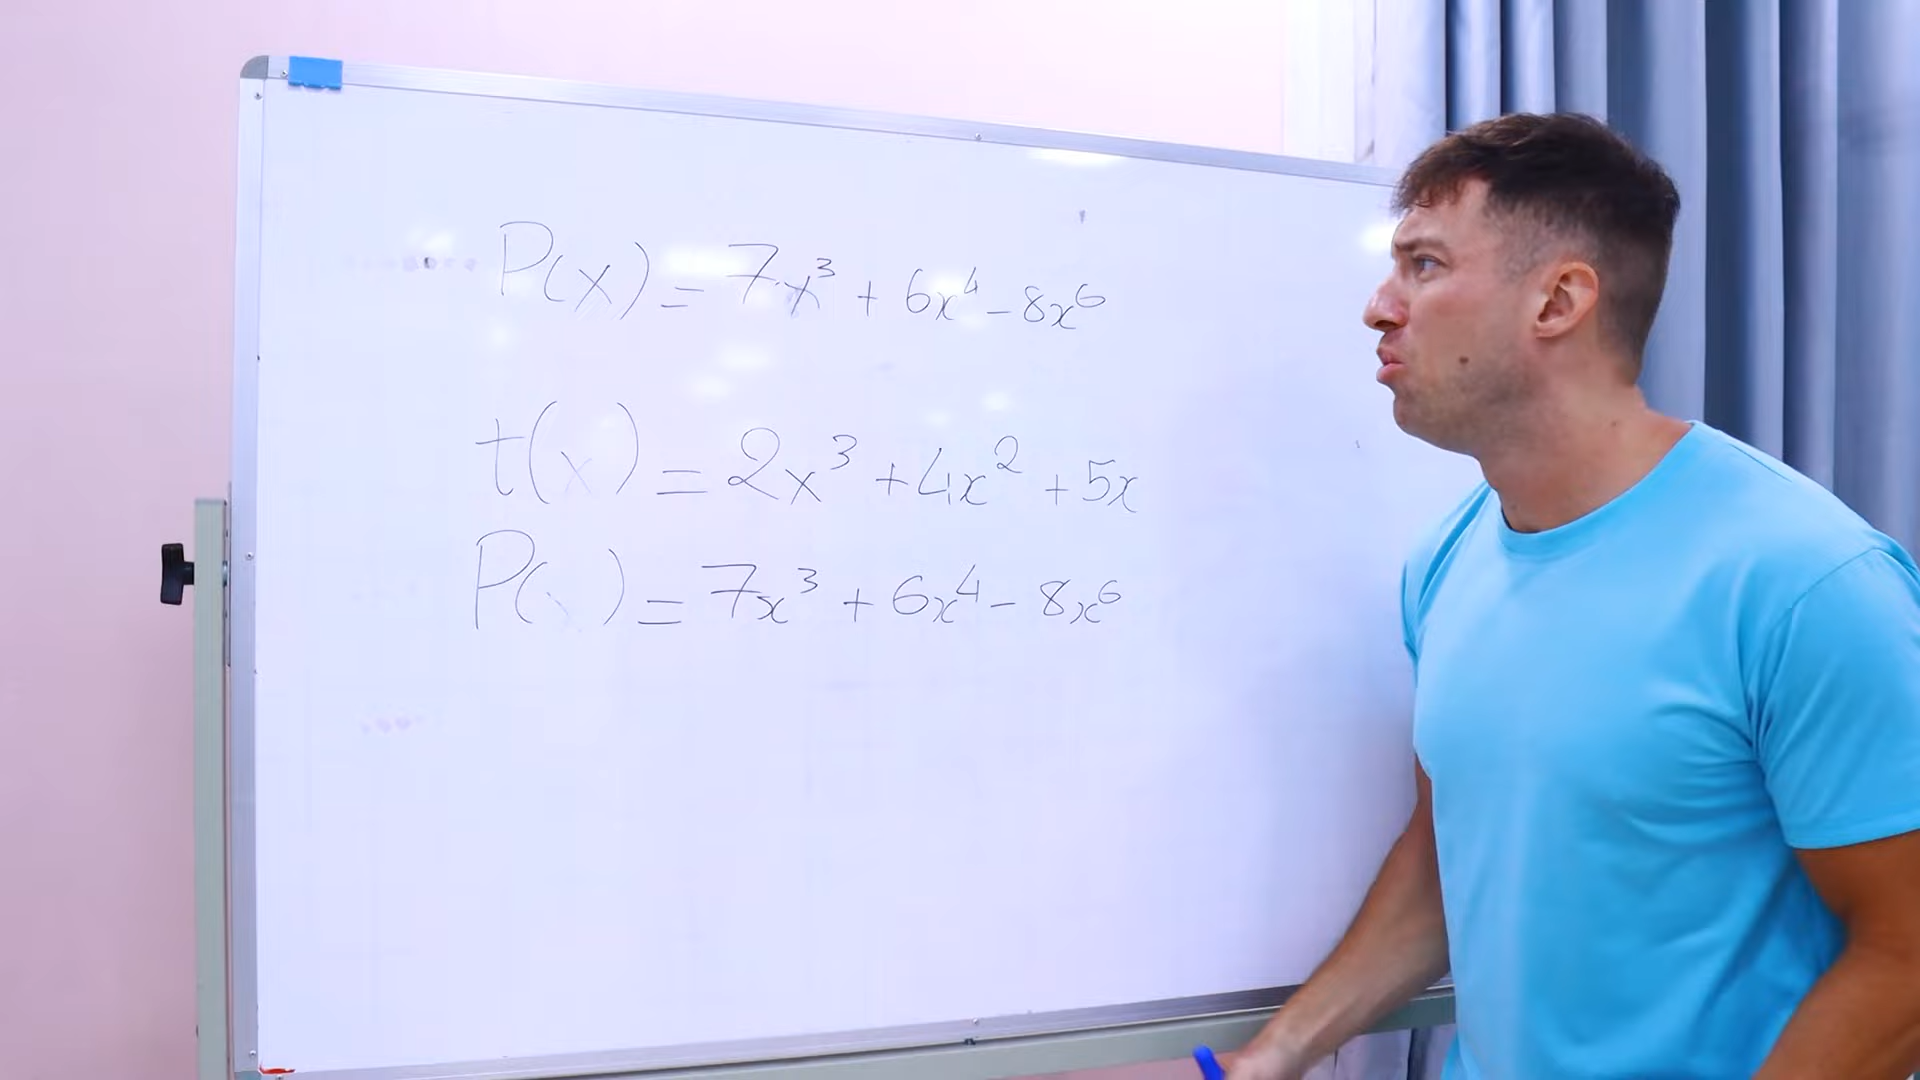 P(x) = 7x³ + 6x⁴ - 8x⁶
t(x) = 2x³ + 4x² + 5x
P(x) = 7x³ + 6x⁴ - 8x⁶